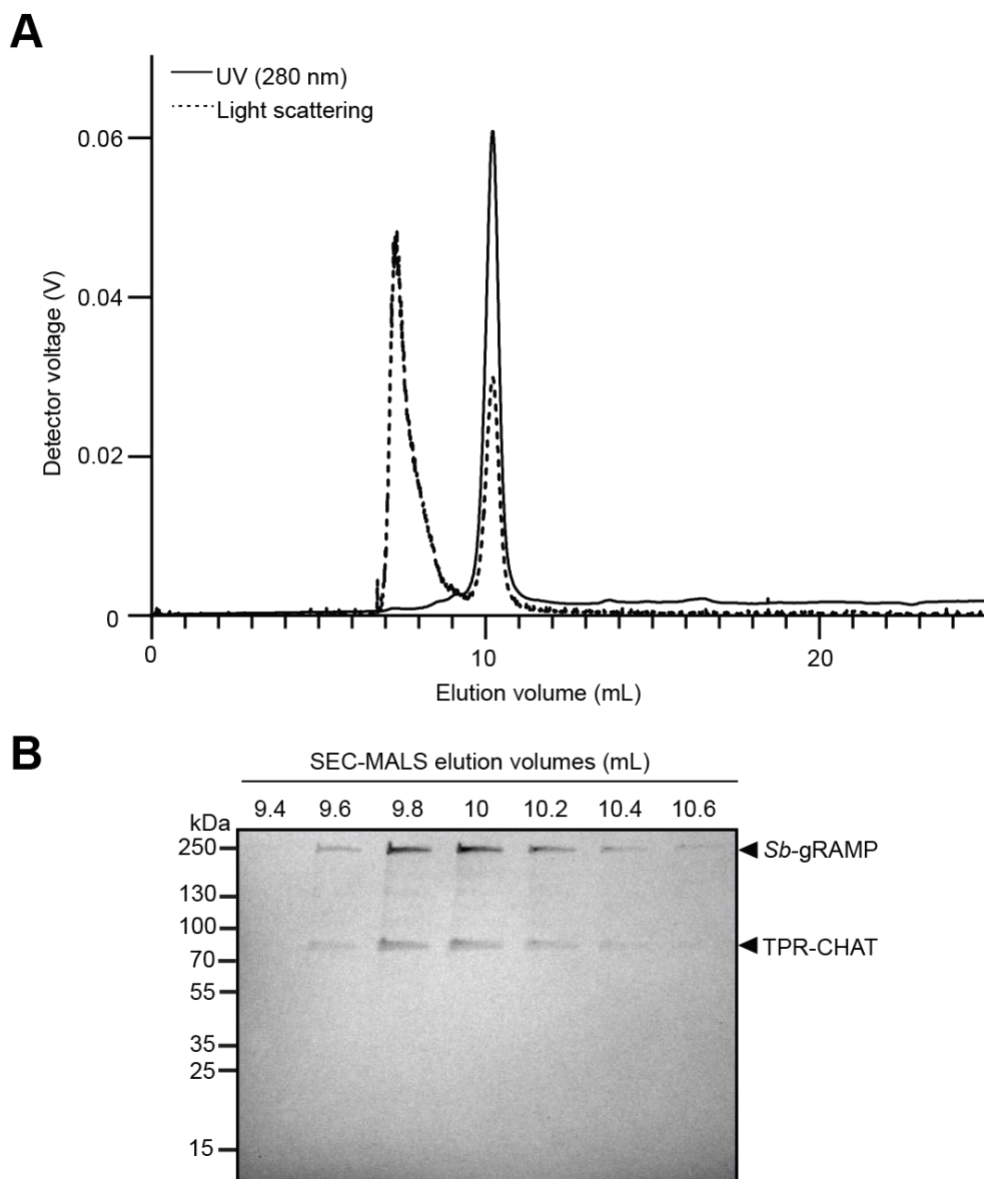 A
UV (280 nm)
Light scattering
0.06
0.04
0.02
0
Detector voltage (V)
0 10 20
Elution volume (mL)
B
SEC-MALS elution volumes (mL)
9.4 9.6 9.8 10 10.2 10.4 10.6
kDa
250 Sb-gRAMP
130
100
70 TPR-CHAT
55
35
25
15